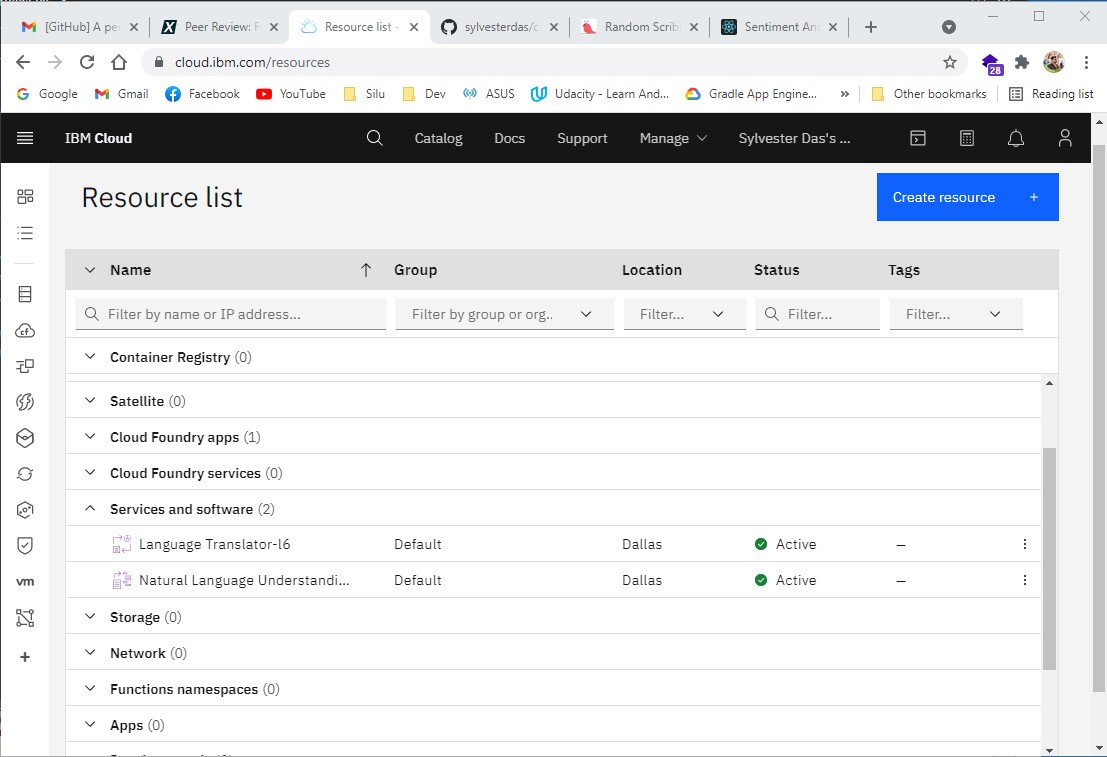 [GitHub] A pe
Peer Review: F
Resource list -
sylvesterdas/c
Random Scrib
Sentiment Ana
cloud.ibm.com/resources
28
Google
Gmail
Facebook
YouTube
Silu
Dev
ASUS
Udacity - Learn And...
Gradle App Engine...
»
Other bookmarks
Reading list
IBM Cloud
Catalog
Docs
Support
Manage
Sylvester Das's ...
Resource list
Create resource +
Name
Group
Location
Status
Tags
Filter by name or IP address...
Filter by group or org..
Filter...
Filter...
Filter...
Container Registry (0)
Satellite (0)
Cloud Foundry apps (1)
Cloud Foundry services (0)
Services and software (2)
Language Translator-l6 Default Dallas Active –
Natural Language Understandi... Default Dallas Active –
Storage (0)
Network (0)
Functions namespaces (0)
Apps (0)
cf
vm